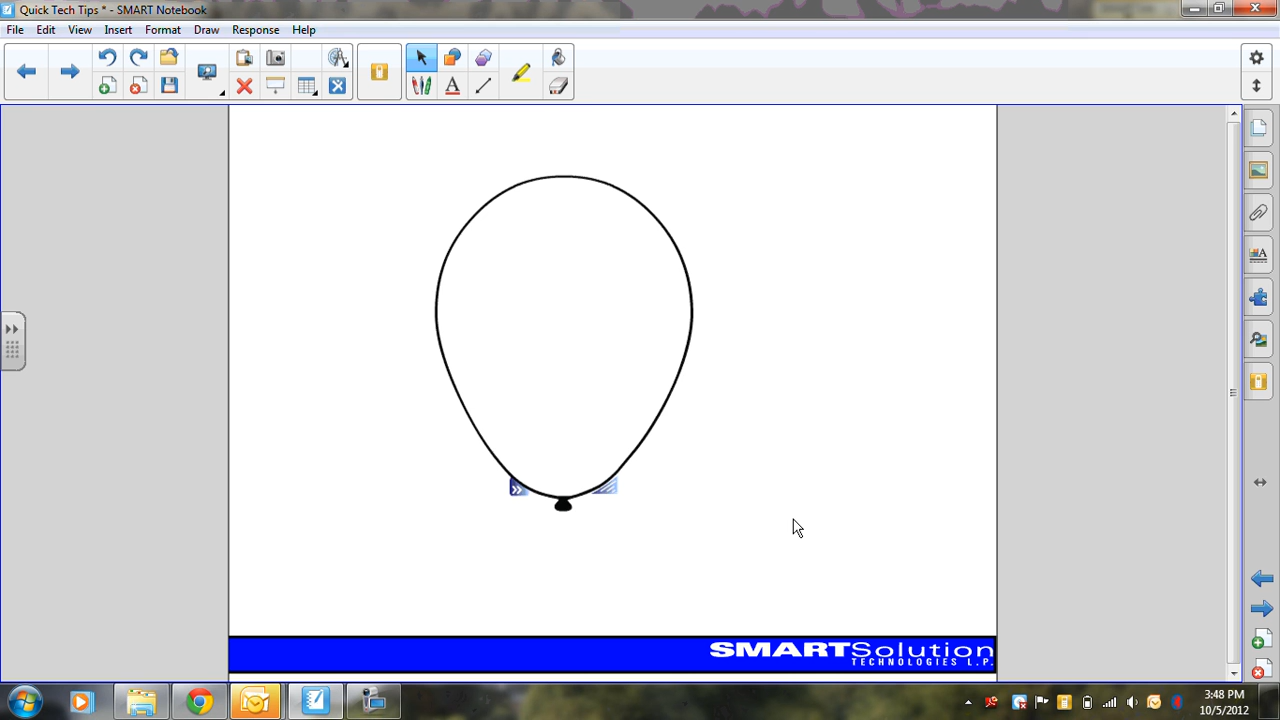 Quick Tech Tips * - SMART Notebook
File Edit View Insert Format Draw Response Help
SMARTSolution
TECHNOLOGIES L.P.
3:48 PM
10/5/2012